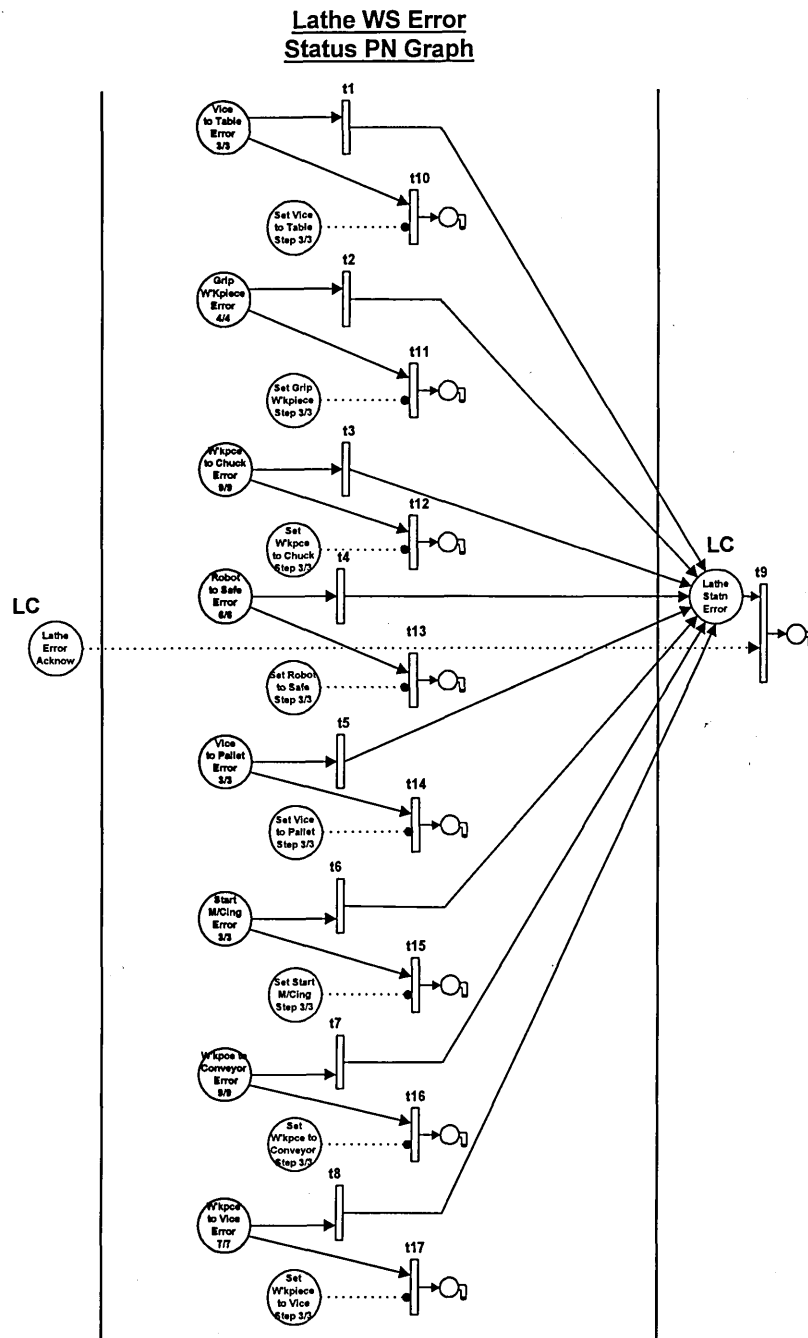 Lathe WS Error
Status PN Graph
t1
Vice
to Table
Error
3/3
t10
Set Vice
to Table
Step 3/3
t2
Grip
W'Kpiece
Error
4/4
t11
Set Grip
W'kpiece
Step 3/3
t3
W'kpce
to Chuck
Error
9/9
t12
Set
W'kpce
to Chuck
Step 3/3
t4
LC
t9
Robot
to Safe
Error
6/6
Lathe
Statn
Error
LC
Lathe
Error
Acknow
t13
Set Robot
to Safe
Step 3/3
t5
Vice
to Pallet
Error
3/3
t14
Set Vice
to Pallet
Step 3/3
t6
Start
M/Cing
Error
3/3
t15
Set Start
M/Cing
Step 3/3
t7
W'kpce to
Conveyor
Error
9/9
t16
Set
W'kpce to
Conveyor
Step 3/3
t8
W'kpce
to Vice
Error
7/7
t17
Set
W'kpiece
to Vice
Step 3/3